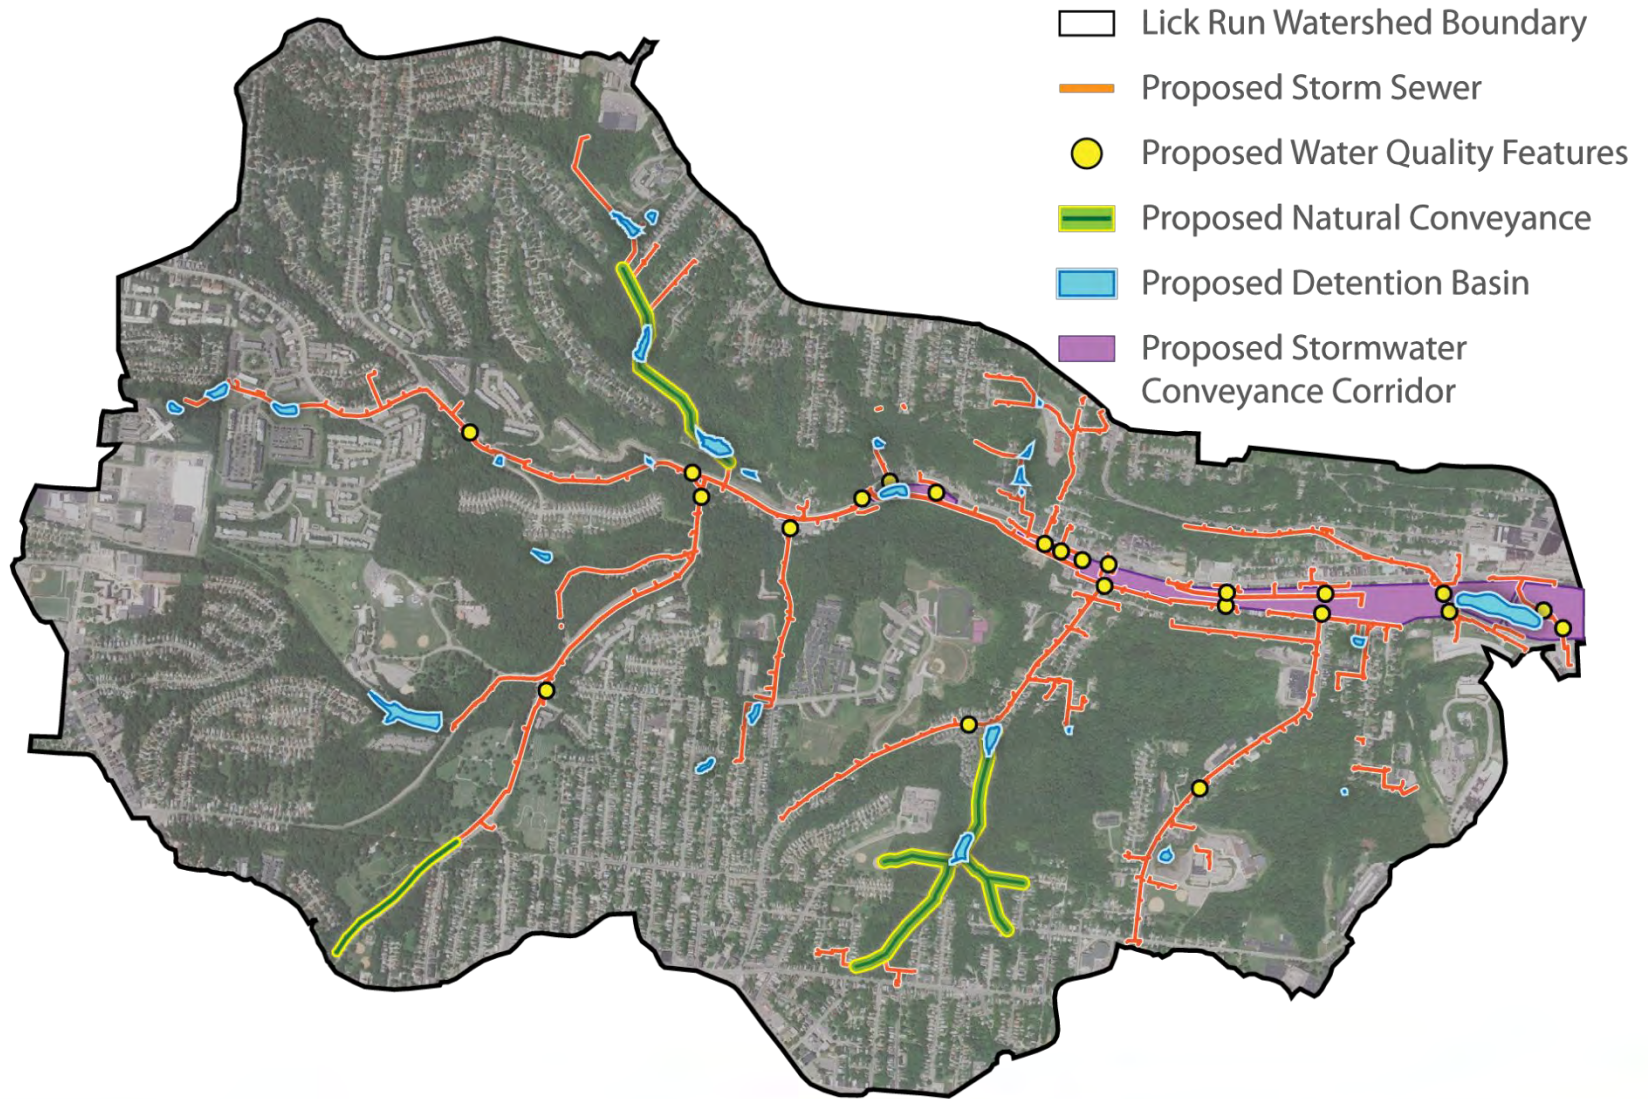 Lick Run Watershed Boundary
Proposed Storm Sewer
Proposed Water Quality Features
Proposed Natural Conveyance
Proposed Detention Basin
Proposed Stormwater
Conveyance Corridor